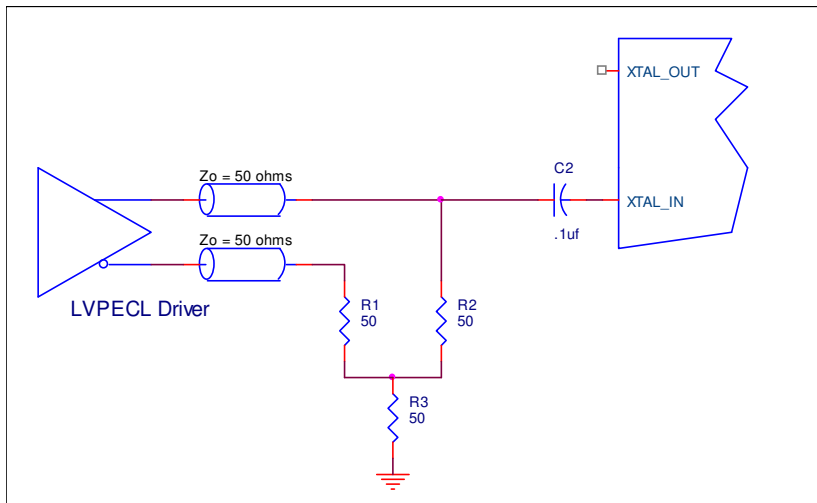 XTAL_OUT
C2
Zo = 50 ohms
XTAL_IN
.1uf
Zo = 50 ohms
LVPECL Driver
R1
50
R2
50
R3
50